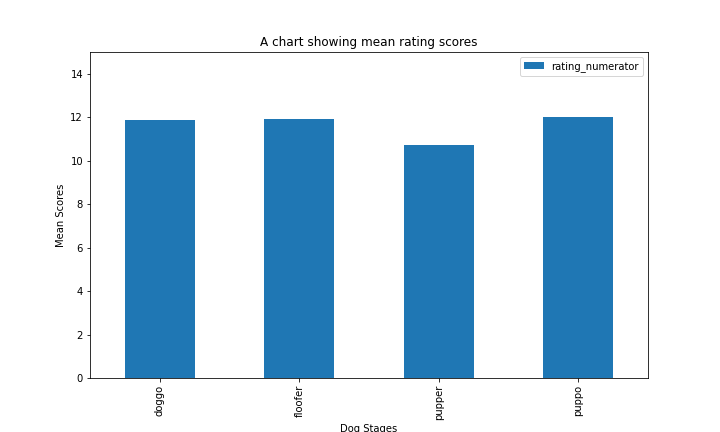 A chart showing mean rating scores
rating_numerator
14
12
10
8
6
4
2
0
Mean Scores
doggo
floofer
pupper
puppo
Dog Stages